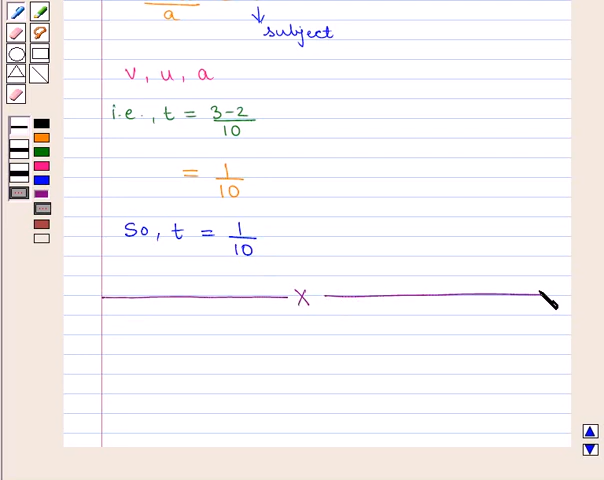 a
subject
v, u, a
i.e., t = 3-2/10
= 1/10
So, t = 1/10
X